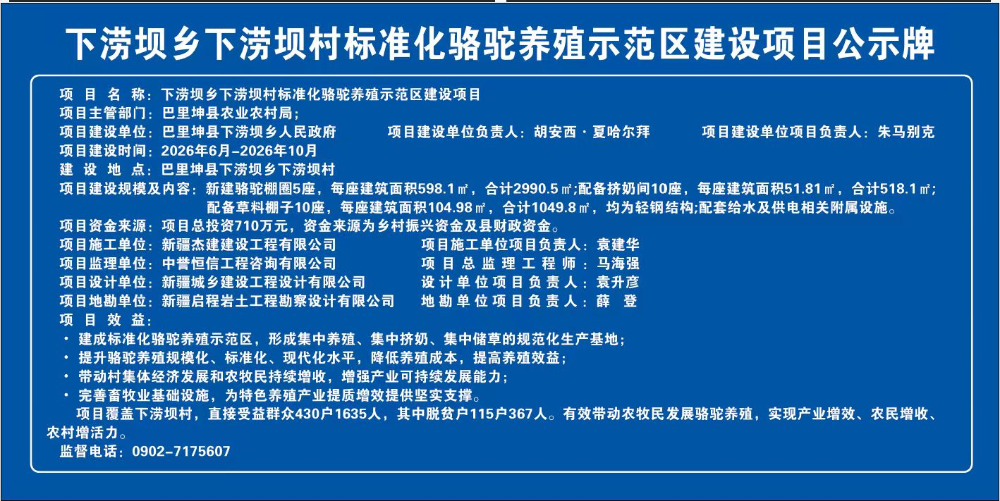 下涝坝乡下涝坝村标准化骆驼养殖示范区建设项目公示牌
项目名称：下涝坝乡下涝坝村标准化骆驼养殖示范区建设项目
项目主管部门：巴里坤县农业农村局；
项目建设单位：巴里坤县下涝坝乡人民政府 项目建设单位负责人：胡安西·夏哈尔拜 项目建设单位项目负责人：朱马别克
项目建设时间：2026年6月-2026年10月
建设地点：巴里坤县下涝坝乡下涝坝村
项目建设规模及内容：新建骆驼棚圈5座，每座建筑面积598.1㎡，合计2990.5㎡;配备挤奶间10座，每座建筑面积51.81㎡，合计518.1㎡;
配备草料棚子10座，每座建筑面积104.98㎡，合计1049.8㎡，均为轻钢结构;配套给水及供电相关附属设施。
项目资金来源：项目总投资710万元，资金来源为乡村振兴资金及县财政资金。
项目施工单位：新疆杰建建设工程有限公司 项目施工单位项目负责人：袁建华
项目监理单位：中誉恒信工程咨询有限公司 项目总监理工程师：马海强
项目设计单位：新疆城乡建设工程设计有限公司 设计单位项目负责人：袁升彦
项目地勘单位：新疆启程岩土工程勘察设计有限公司 地勘单位项目负责人：薛 登
项目效益：
· 建成标准化骆驼养殖示范区，形成集中养殖、集中挤奶、集中储草的规范化生产基地；
· 提升骆驼养殖规模化、标准化、现代化水平，降低养殖成本，提高养殖效益；
· 带动村集体经济发展和农牧民持续增收，增强产业可持续发展能力；
· 完善畜牧业基础设施，为特色养殖产业提质增效提供坚实支撑。
项目覆盖下涝坝村，直接受益群众430户1635人，其中脱贫户115户367人。有效带动农牧民发展骆驼养殖，实现产业增效、农民增收、
农村增活力。
监督电话：0902-7175607